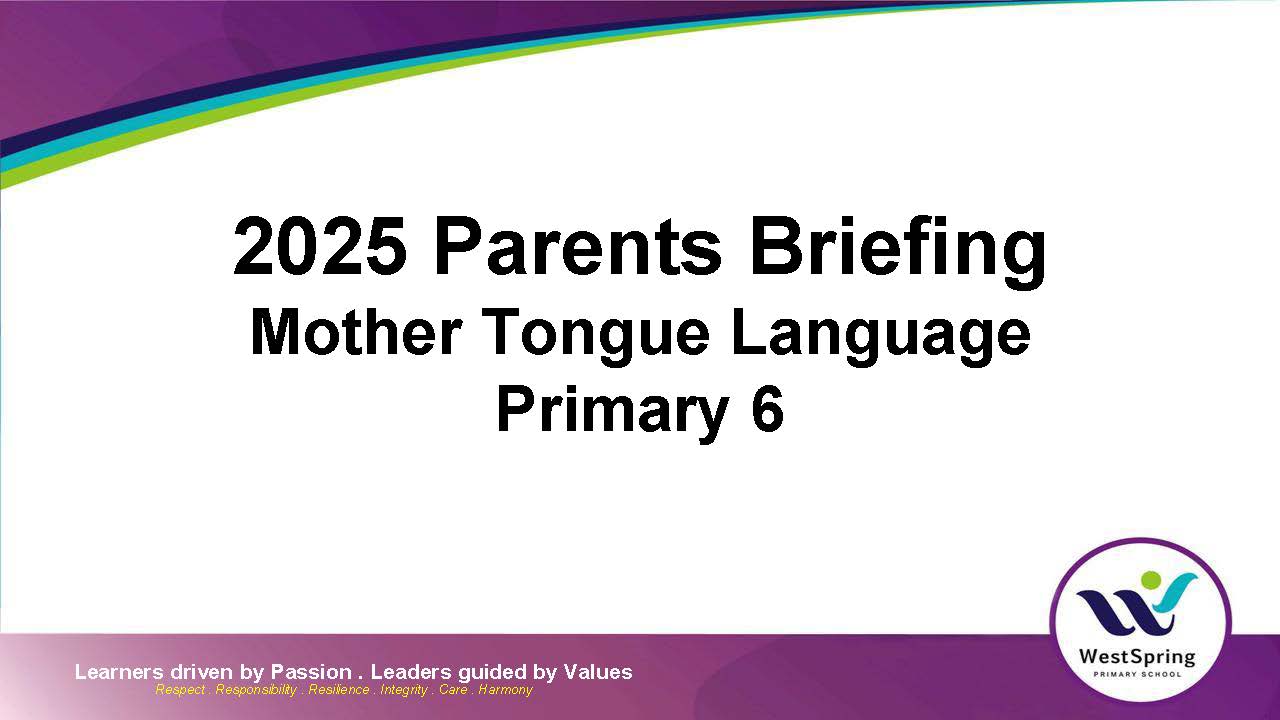 2025 Parents Briefing
Mother Tongue Language
Primary 6
WestSpring
PRIMARY SCHOOL
Learners driven by Passion . Leaders guided by Values
Respect . Responsibility . Resilience . Integrity . Care . Harmony